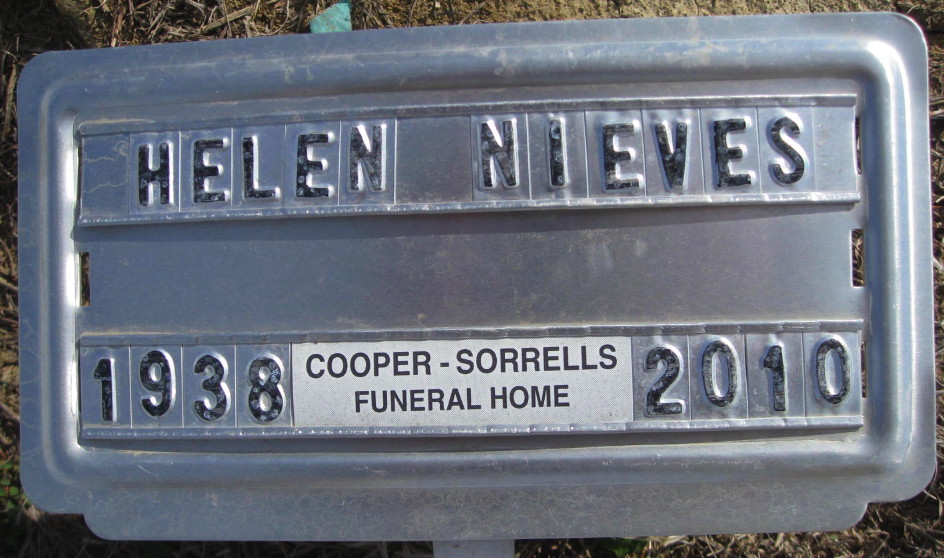 HELEN NIEVES
1938 COOPER - SORRELLS 2010
FUNERAL HOME